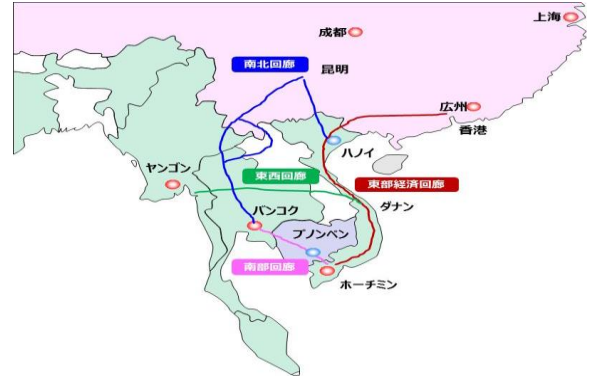 上海
成都
南北回廊
昆明
広州
香港
ハノイ
ヤンゴン
東西回廊
東部経済回廊
ダナン
バンコク
プノンペン
南部回廊
ホーチミン